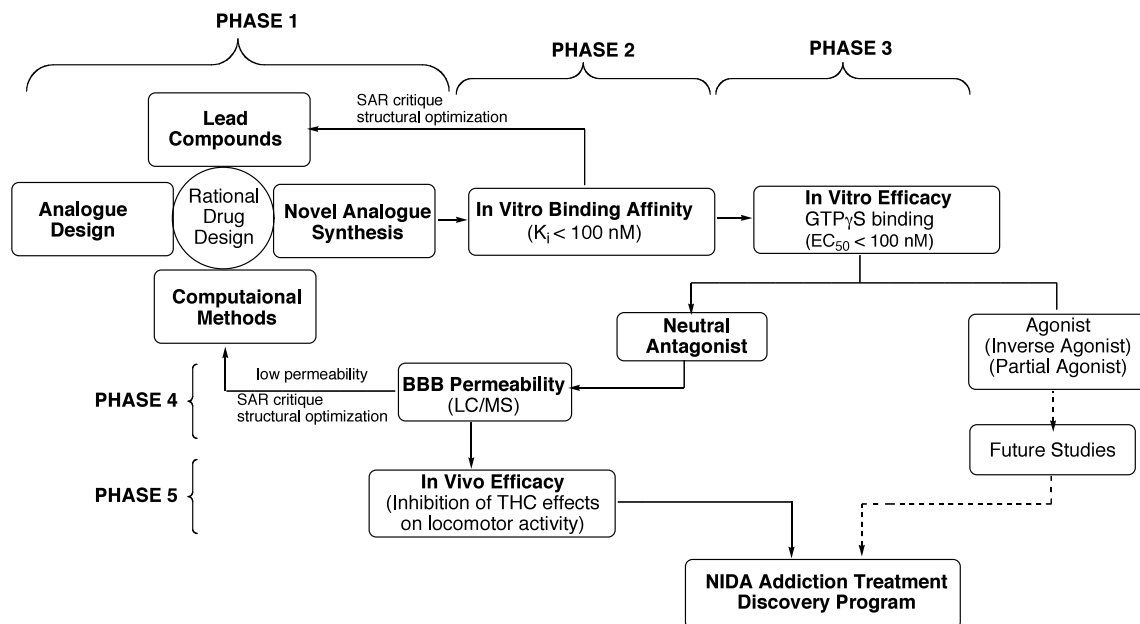 PHASE 1
PHASE 2
PHASE 3
SAR critique
structural optimization
Lead
Compounds
Analogue
Design
Rational
Drug
Design
Novel Analogue
Synthesis
In Vitro Binding Affinity
(Ki < 100 nM)
In Vitro Efficacy
GTPγS binding
(EC50 < 100 nM)
Computaional
Methods
Neutral
Antagonist
Agonist
(Inverse Agonist)
(Partial Agonist)
PHASE 4
low permeability
SAR critique
structural optimization
BBB Permeability
(LC/MS)
Future Studies
PHASE 5
In Vivo Efficacy
(Inhibition of THC effects
on locomotor activity)
NIDA Addiction Treatment
Discovery Program